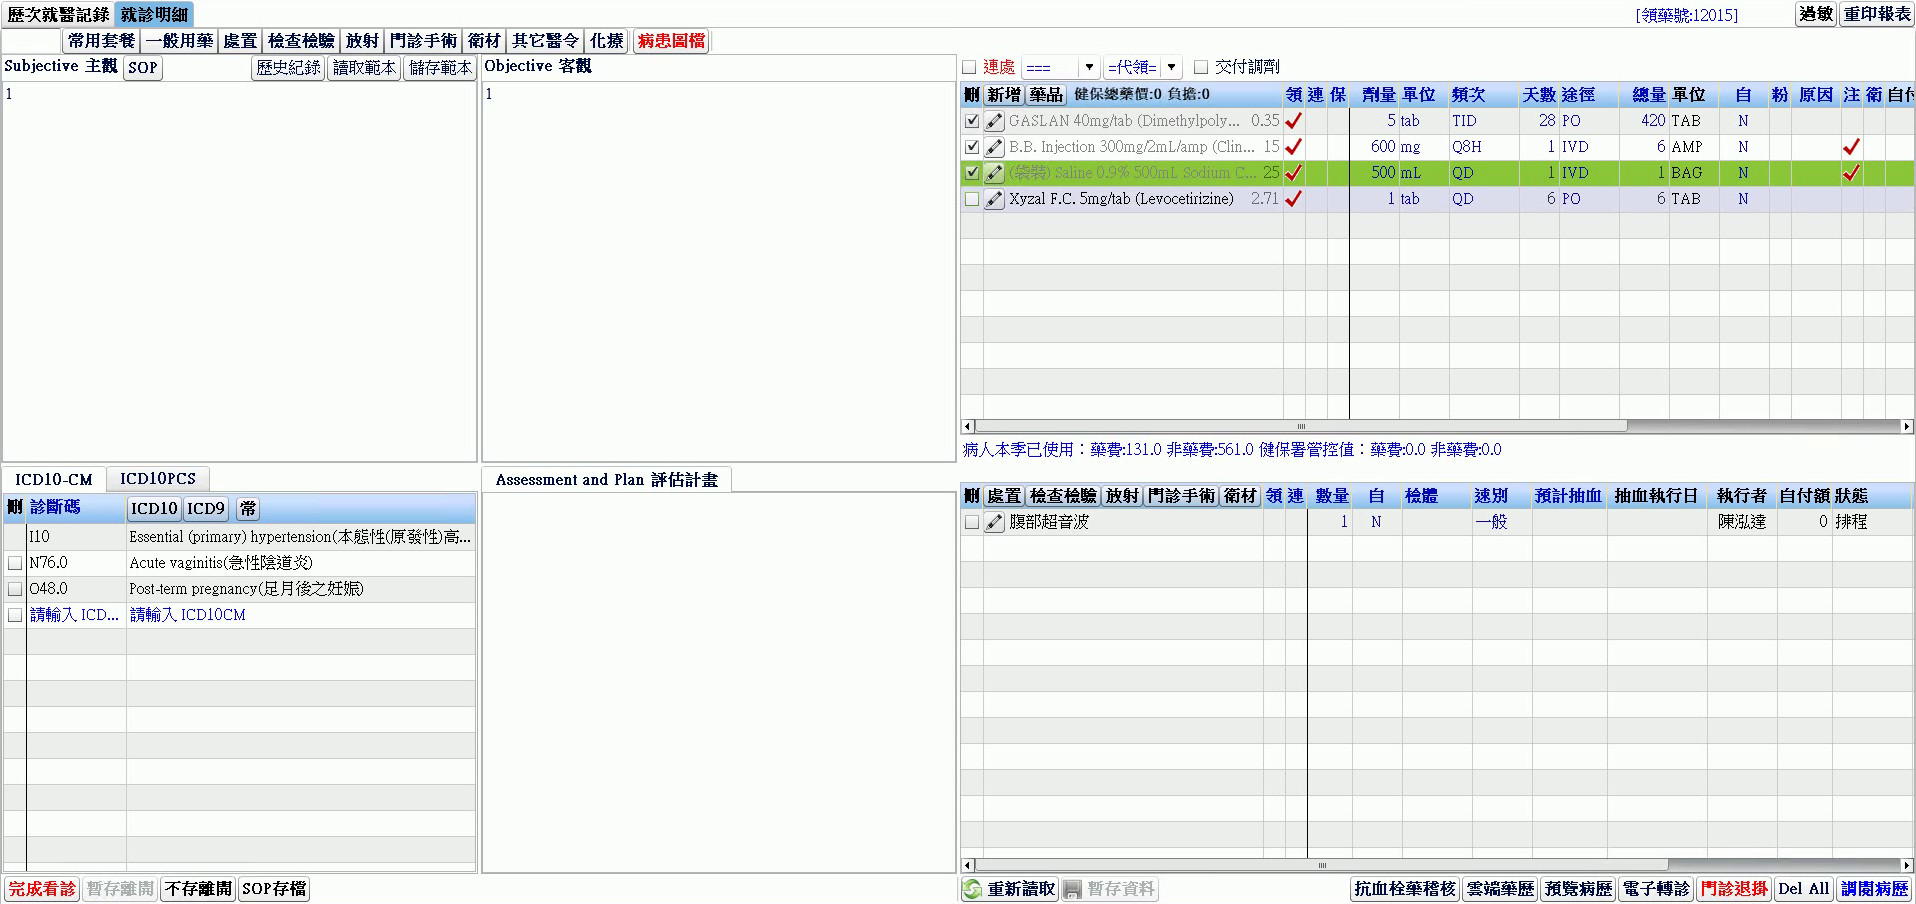 歷次就醫記錄 就診明細 [領藥號:12015] 過敏 重印報表
常用套餐 一般用藥 處置 檢查檢驗 放射 門診手術 衛材 其它醫令 化療 病患圖檔
Subjective 主觀 SOP 歷史紀錄 讀取範本 儲存範本
1
Objective 客觀
1
連處 === =代領= 交付調劑
刪 新增 藥品 健保總藥價:0 負擔:0 領 連 保 劑量 單位 頻次 天數 途徑 總量 單位 自 粉 原因 注 衛 自付
GASLAN 40mg/tab (Dimethylpoly... 0.35 5 tab TID 28 PO 420 TAB N
B.B. Injection 300mg/2mL/amp (Clin... 15 600 mg Q8H 1 IVD 6 AMP N
(袋裝) Saline 0.9% 500mL Sodium C... 25 500 mL QD 1 IVD 1 BAG N
Xyzal F.C. 5mg/tab (Levocetirizine) 2.71 1 tab QD 6 PO 6 TAB N
病人本季已使用：藥費:131.0 非藥費:561.0 健保署管控值：藥費:0.0 非藥費:0.0
ICD10-CM ICD10PCS
刪 診斷碼 ICD10 ICD9 常
I10 Essential (primary) hypertension(本態性(原發性)高...
N76.0 Acute vaginitis(急性陰道炎)
O48.0 Post-term pregnancy(足月後之妊娠)
請輸入 ICD... 請輸入 ICD10CM
Assessment and Plan 評估計畫
刪 處置 檢查檢驗 放射 門診手術 衛材 領 連 數量 自 檢體 速別 預計抽血 抽血執行日 執行者 自付額 狀態
腹部超音波 1 N 一般 陳泓達 0 排程
完成看診 暫存離開 不存離開 SOP存檔
重新讀取 暫存資料 抗血栓藥稽核 雲端藥歷 預覽病歷 電子轉診 門診退掛 Del All 調閱病歷